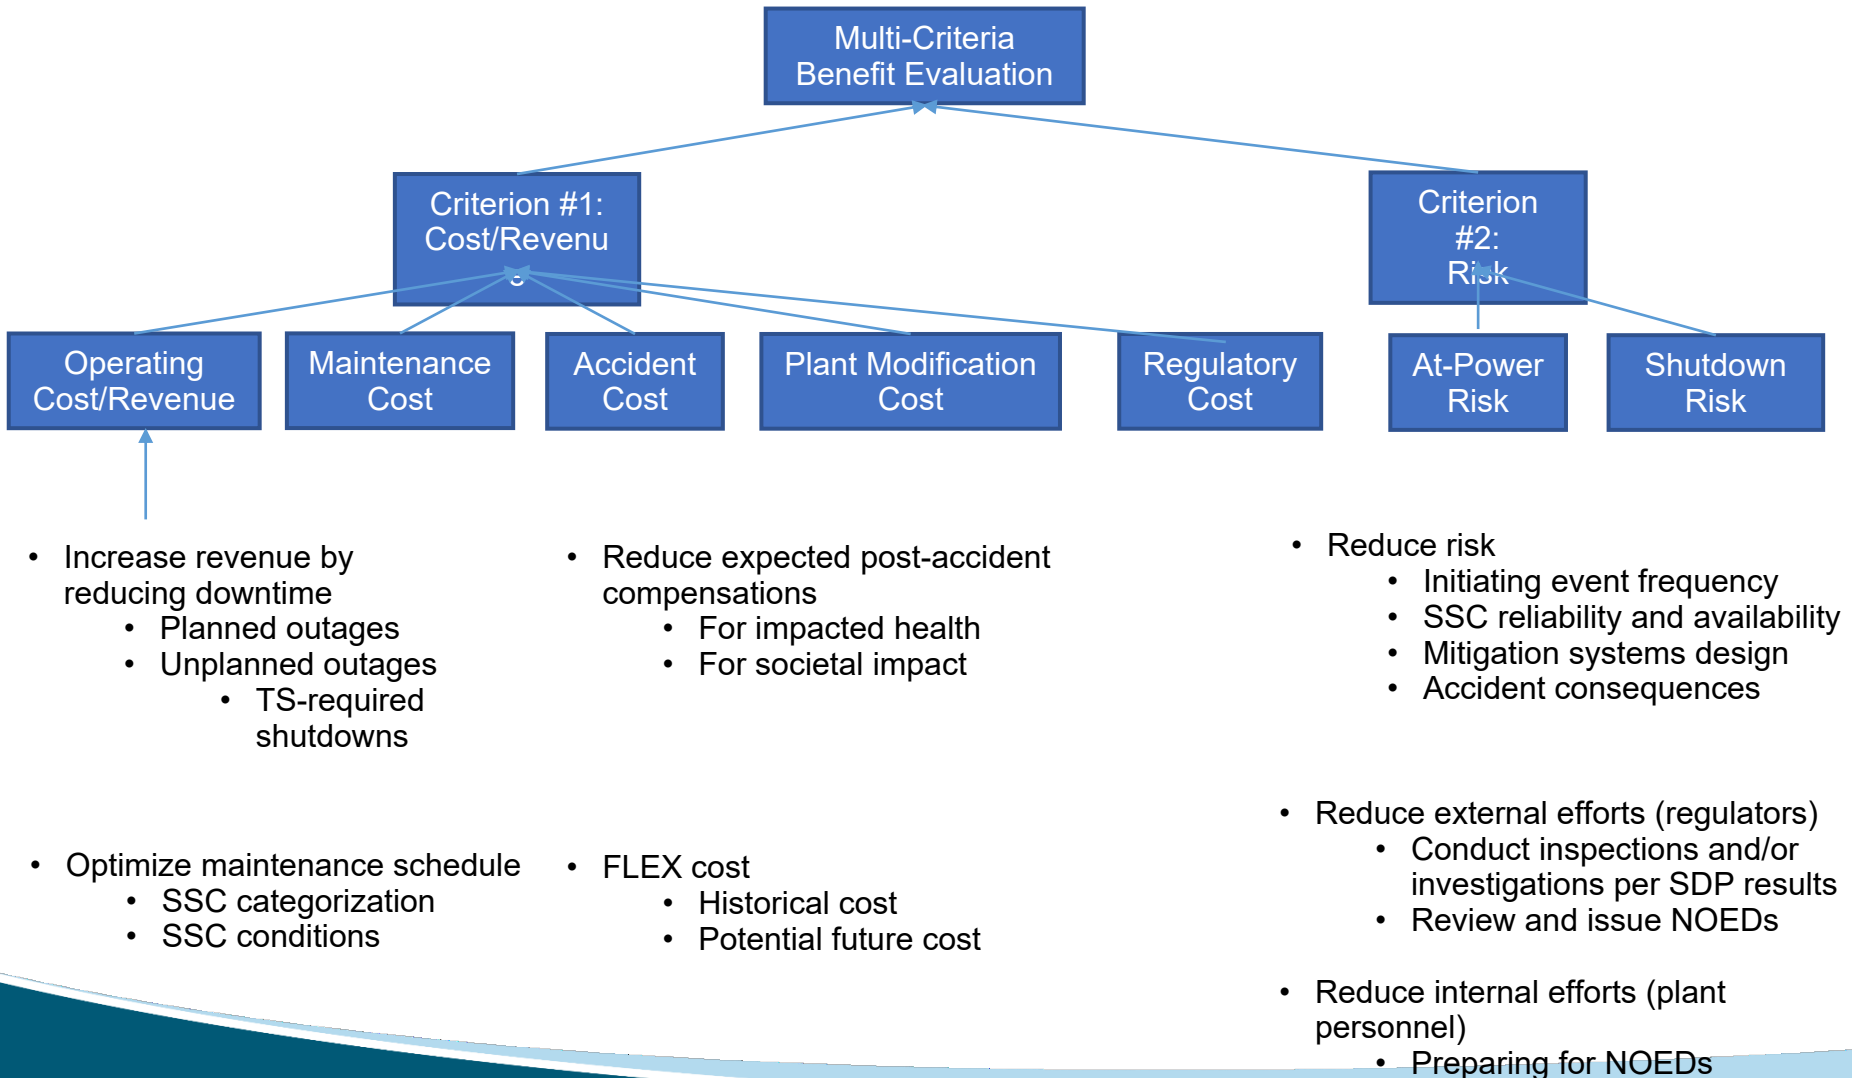 Multi-Criteria
Benefit Evaluation
Criterion #1:
Cost/Revenu
e
Criterion
#2:
Risk
Operating
Cost/Revenue
Maintenance
Cost
Accident
Cost
Plant Modification
Cost
Regulatory
Cost
At-Power
Risk
Shutdown
Risk
• Increase revenue by
reducing downtime
• Planned outages
• Unplanned outages
• TS-required
shutdowns
• Optimize maintenance schedule
• SSC categorization
• SSC conditions
• Reduce expected post-accident
compensations
• For impacted health
• For societal impact
• FLEX cost
• Historical cost
• Potential future cost
• Reduce risk
• Initiating event frequency
• SSC reliability and availability
• Mitigation systems design
• Accident consequences
• Reduce external efforts (regulators)
• Conduct inspections and/or
investigations per SDP results
• Review and issue NOEDs
• Reduce internal efforts (plant
personnel)
• Preparing for NOEDs